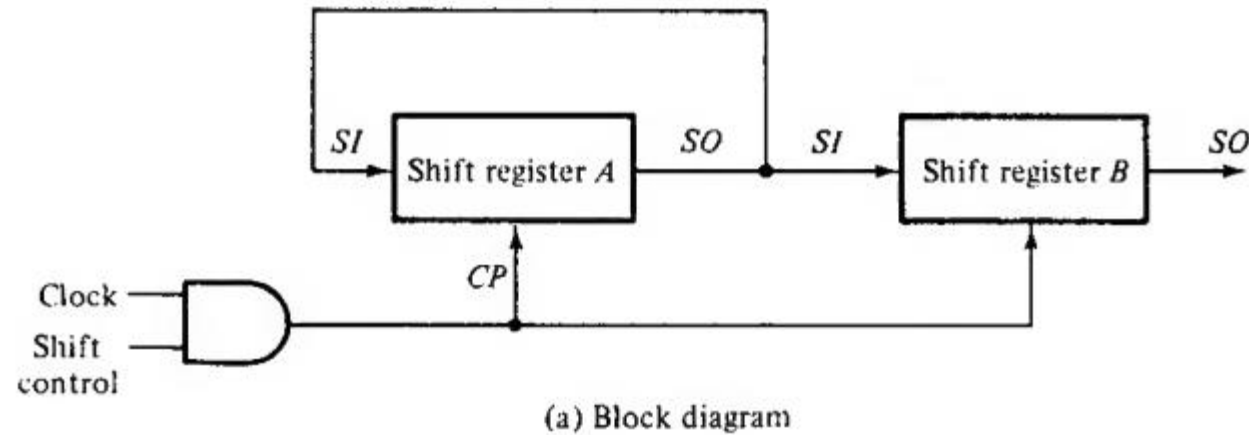 SI
Shift register A
SO
SI
Shift register B
SO
CP
Clock
Shift
control
(a) Block diagram